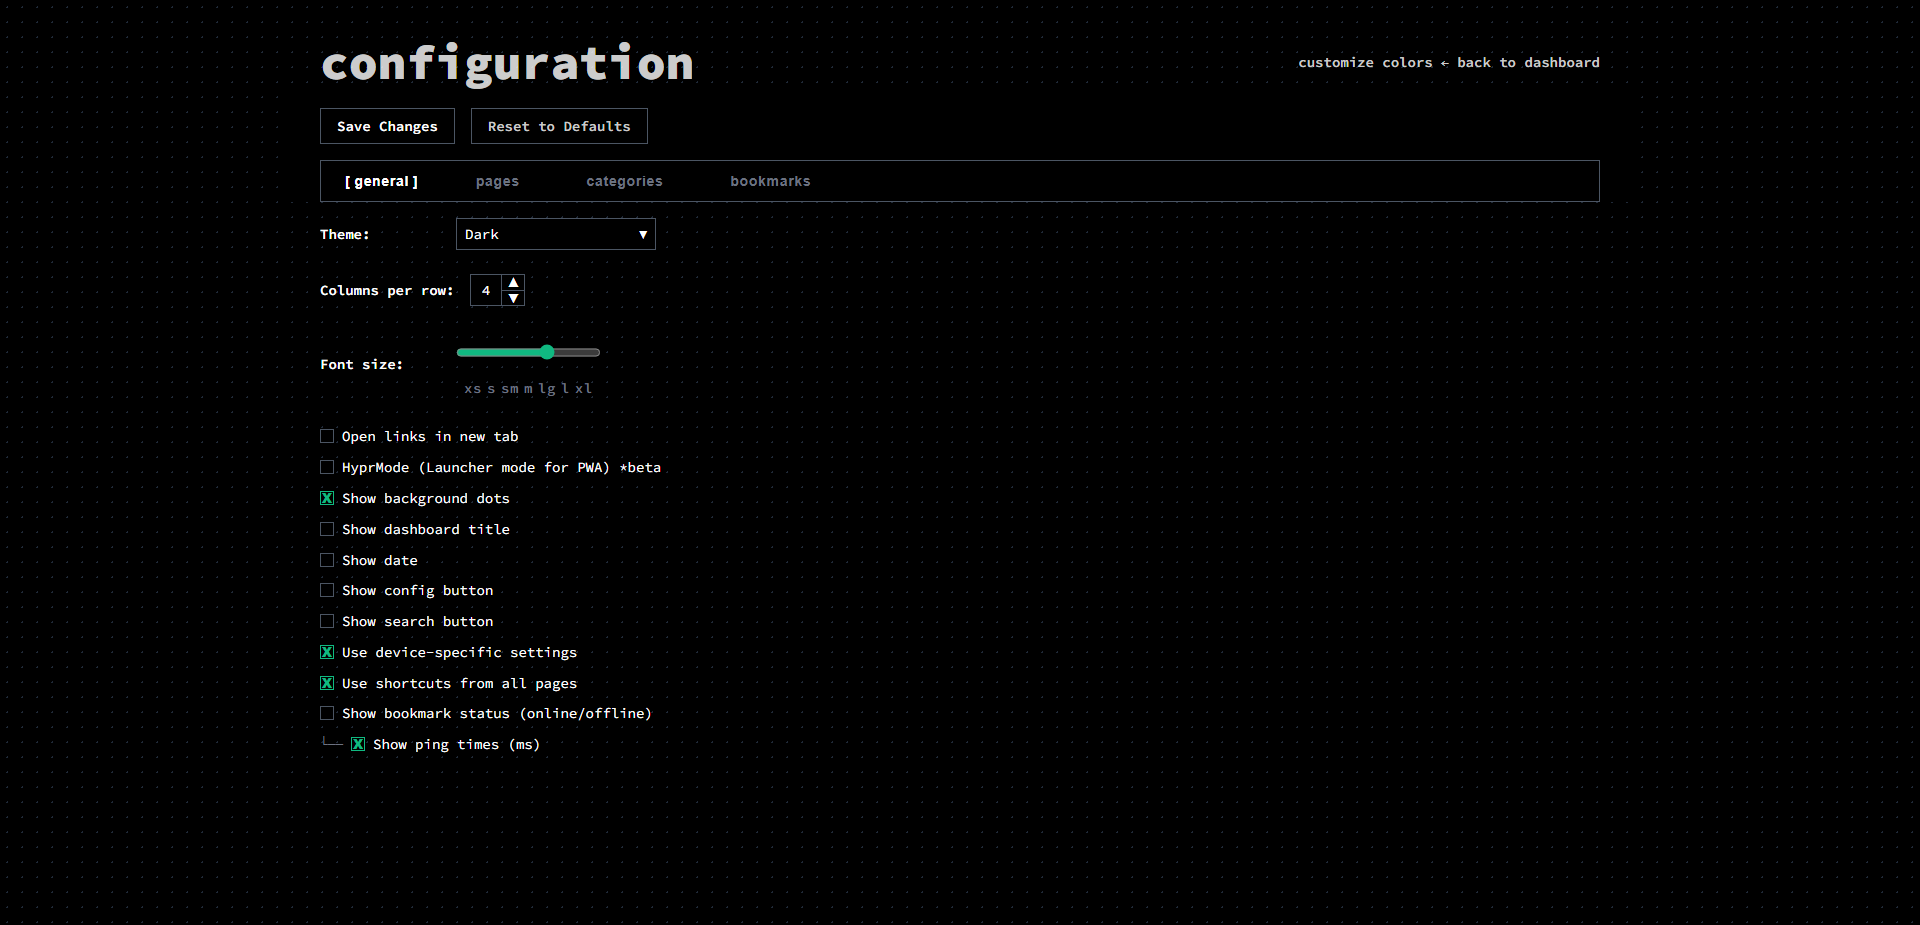 configuration
customize colors ← back to dashboard
Save Changes
Reset to Defaults
[ general ]
pages
categories
bookmarks
Theme:
Dark ▼
Columns per row:
4
▲
▼
Font size:
xs s sm m lg l xl
Open links in new tab
HyprMode (Launcher mode for PWA) *beta
X Show background dots
Show dashboard title
Show date
Show config button
Show search button
X Use device-specific settings
X Use shortcuts from all pages
Show bookmark status (online/offline)
└─ X Show ping times (ms)